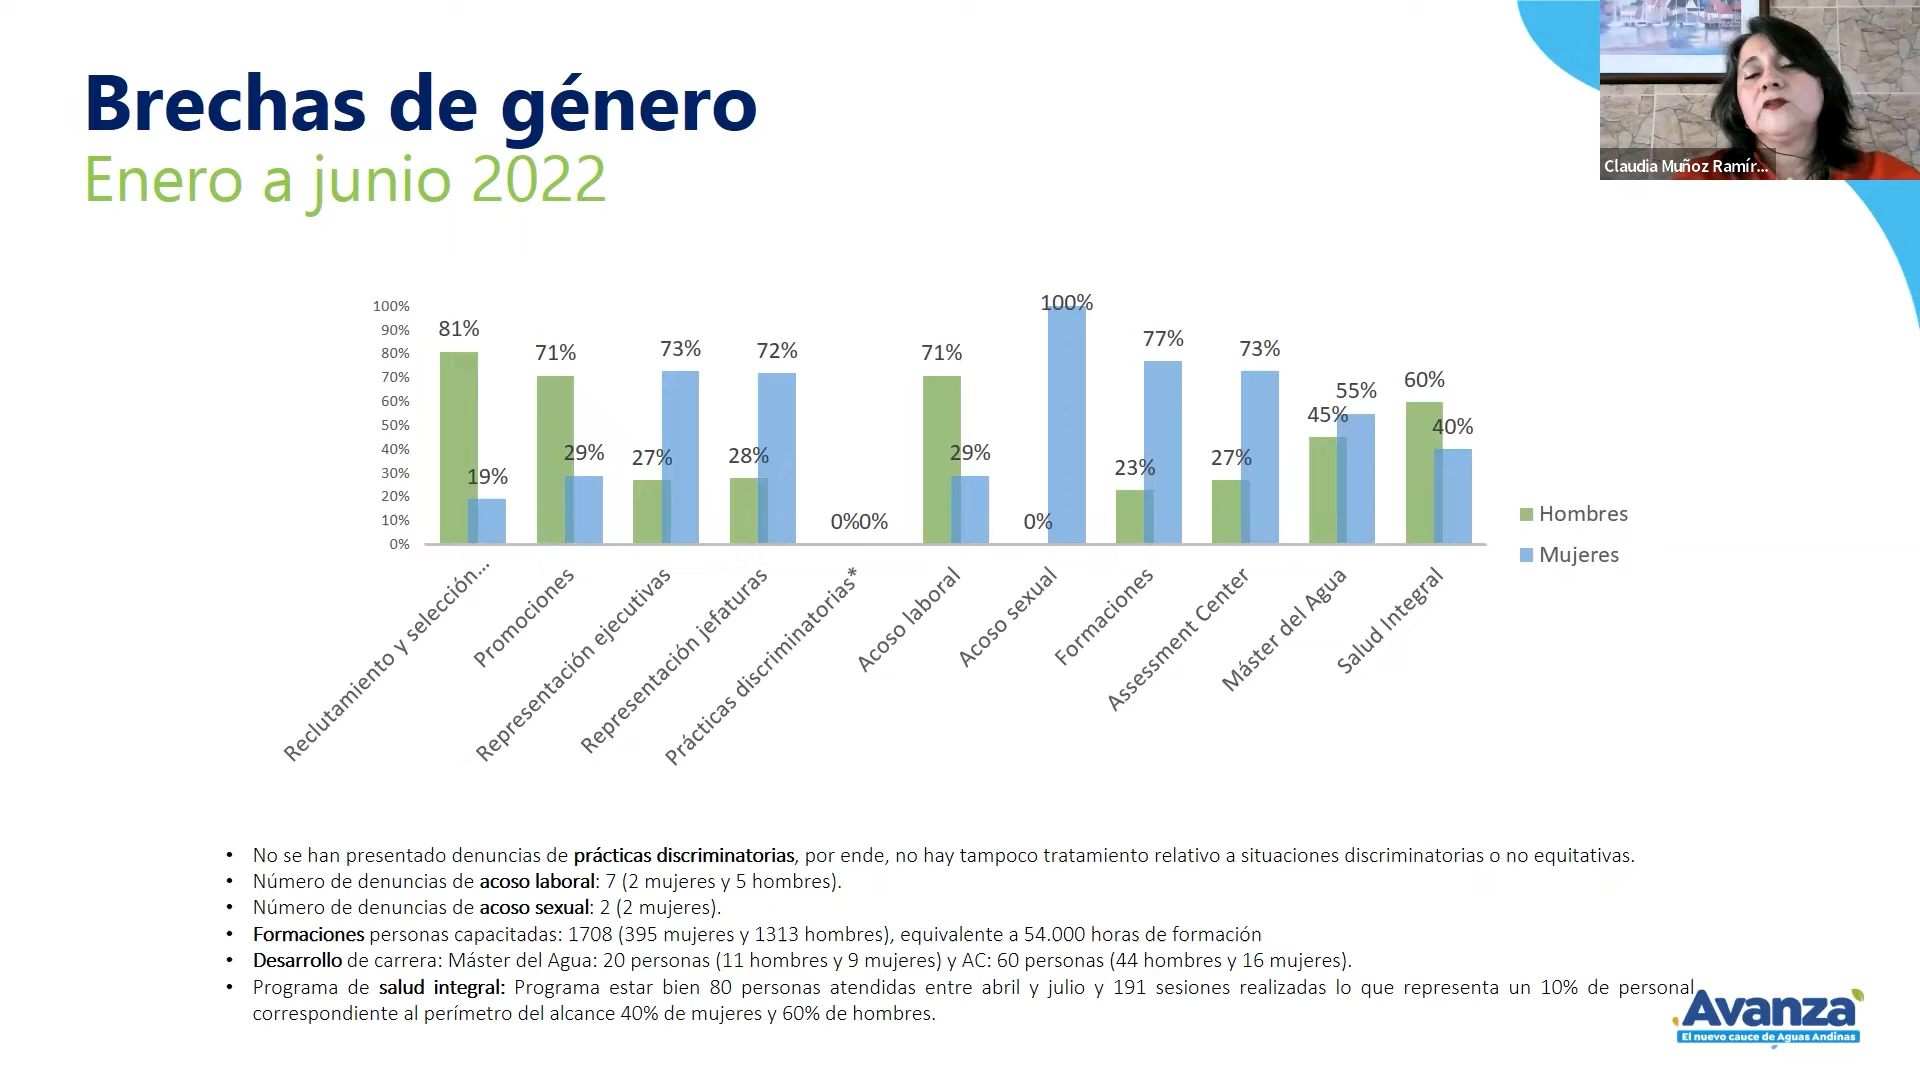 Brechas de género
Enero a junio 2022
Claudia Muñoz Ramír...
100%
90%
80%
70%
60%
50%
40%
30%
20%
10%
0%
81%
19%
71%
29%
27%
73%
28%
72%
0%
0%
71%
29%
0%
100%
23%
77%
27%
73%
45%
55%
60%
40%
Reclutamiento y selección...
Promociones
Representación ejecutivas
Representación jefaturas
Prácticas discriminatorias*
Acoso laboral
Acoso sexual
Formaciones
Assessment Center
Máster del Agua
Salud Integral
Hombres
Mujeres
• No se han presentado denuncias de prácticas discriminatorias, por ende, no hay tampoco tratamiento relativo a situaciones discriminatorias o no equitativas.
• Número de denuncias de acoso laboral: 7 (2 mujeres y 5 hombres).
• Número de denuncias de acoso sexual: 2 (2 mujeres).
• Formaciones personas capacitadas: 1708 (395 mujeres y 1313 hombres), equivalente a 54.000 horas de formación
• Desarrollo de carrera: Máster del Agua: 20 personas (11 hombres y 9 mujeres) y AC: 60 personas (44 hombres y 16 mujeres).
• Programa de salud integral: Programa estar bien 80 personas atendidas entre abril y julio y 191 sesiones realizadas lo que representa un 10% de personal
correspondiente al perímetro del alcance 40% de mujeres y 60% de hombres.
Avanza
El nuevo cauce de Aguas Andinas